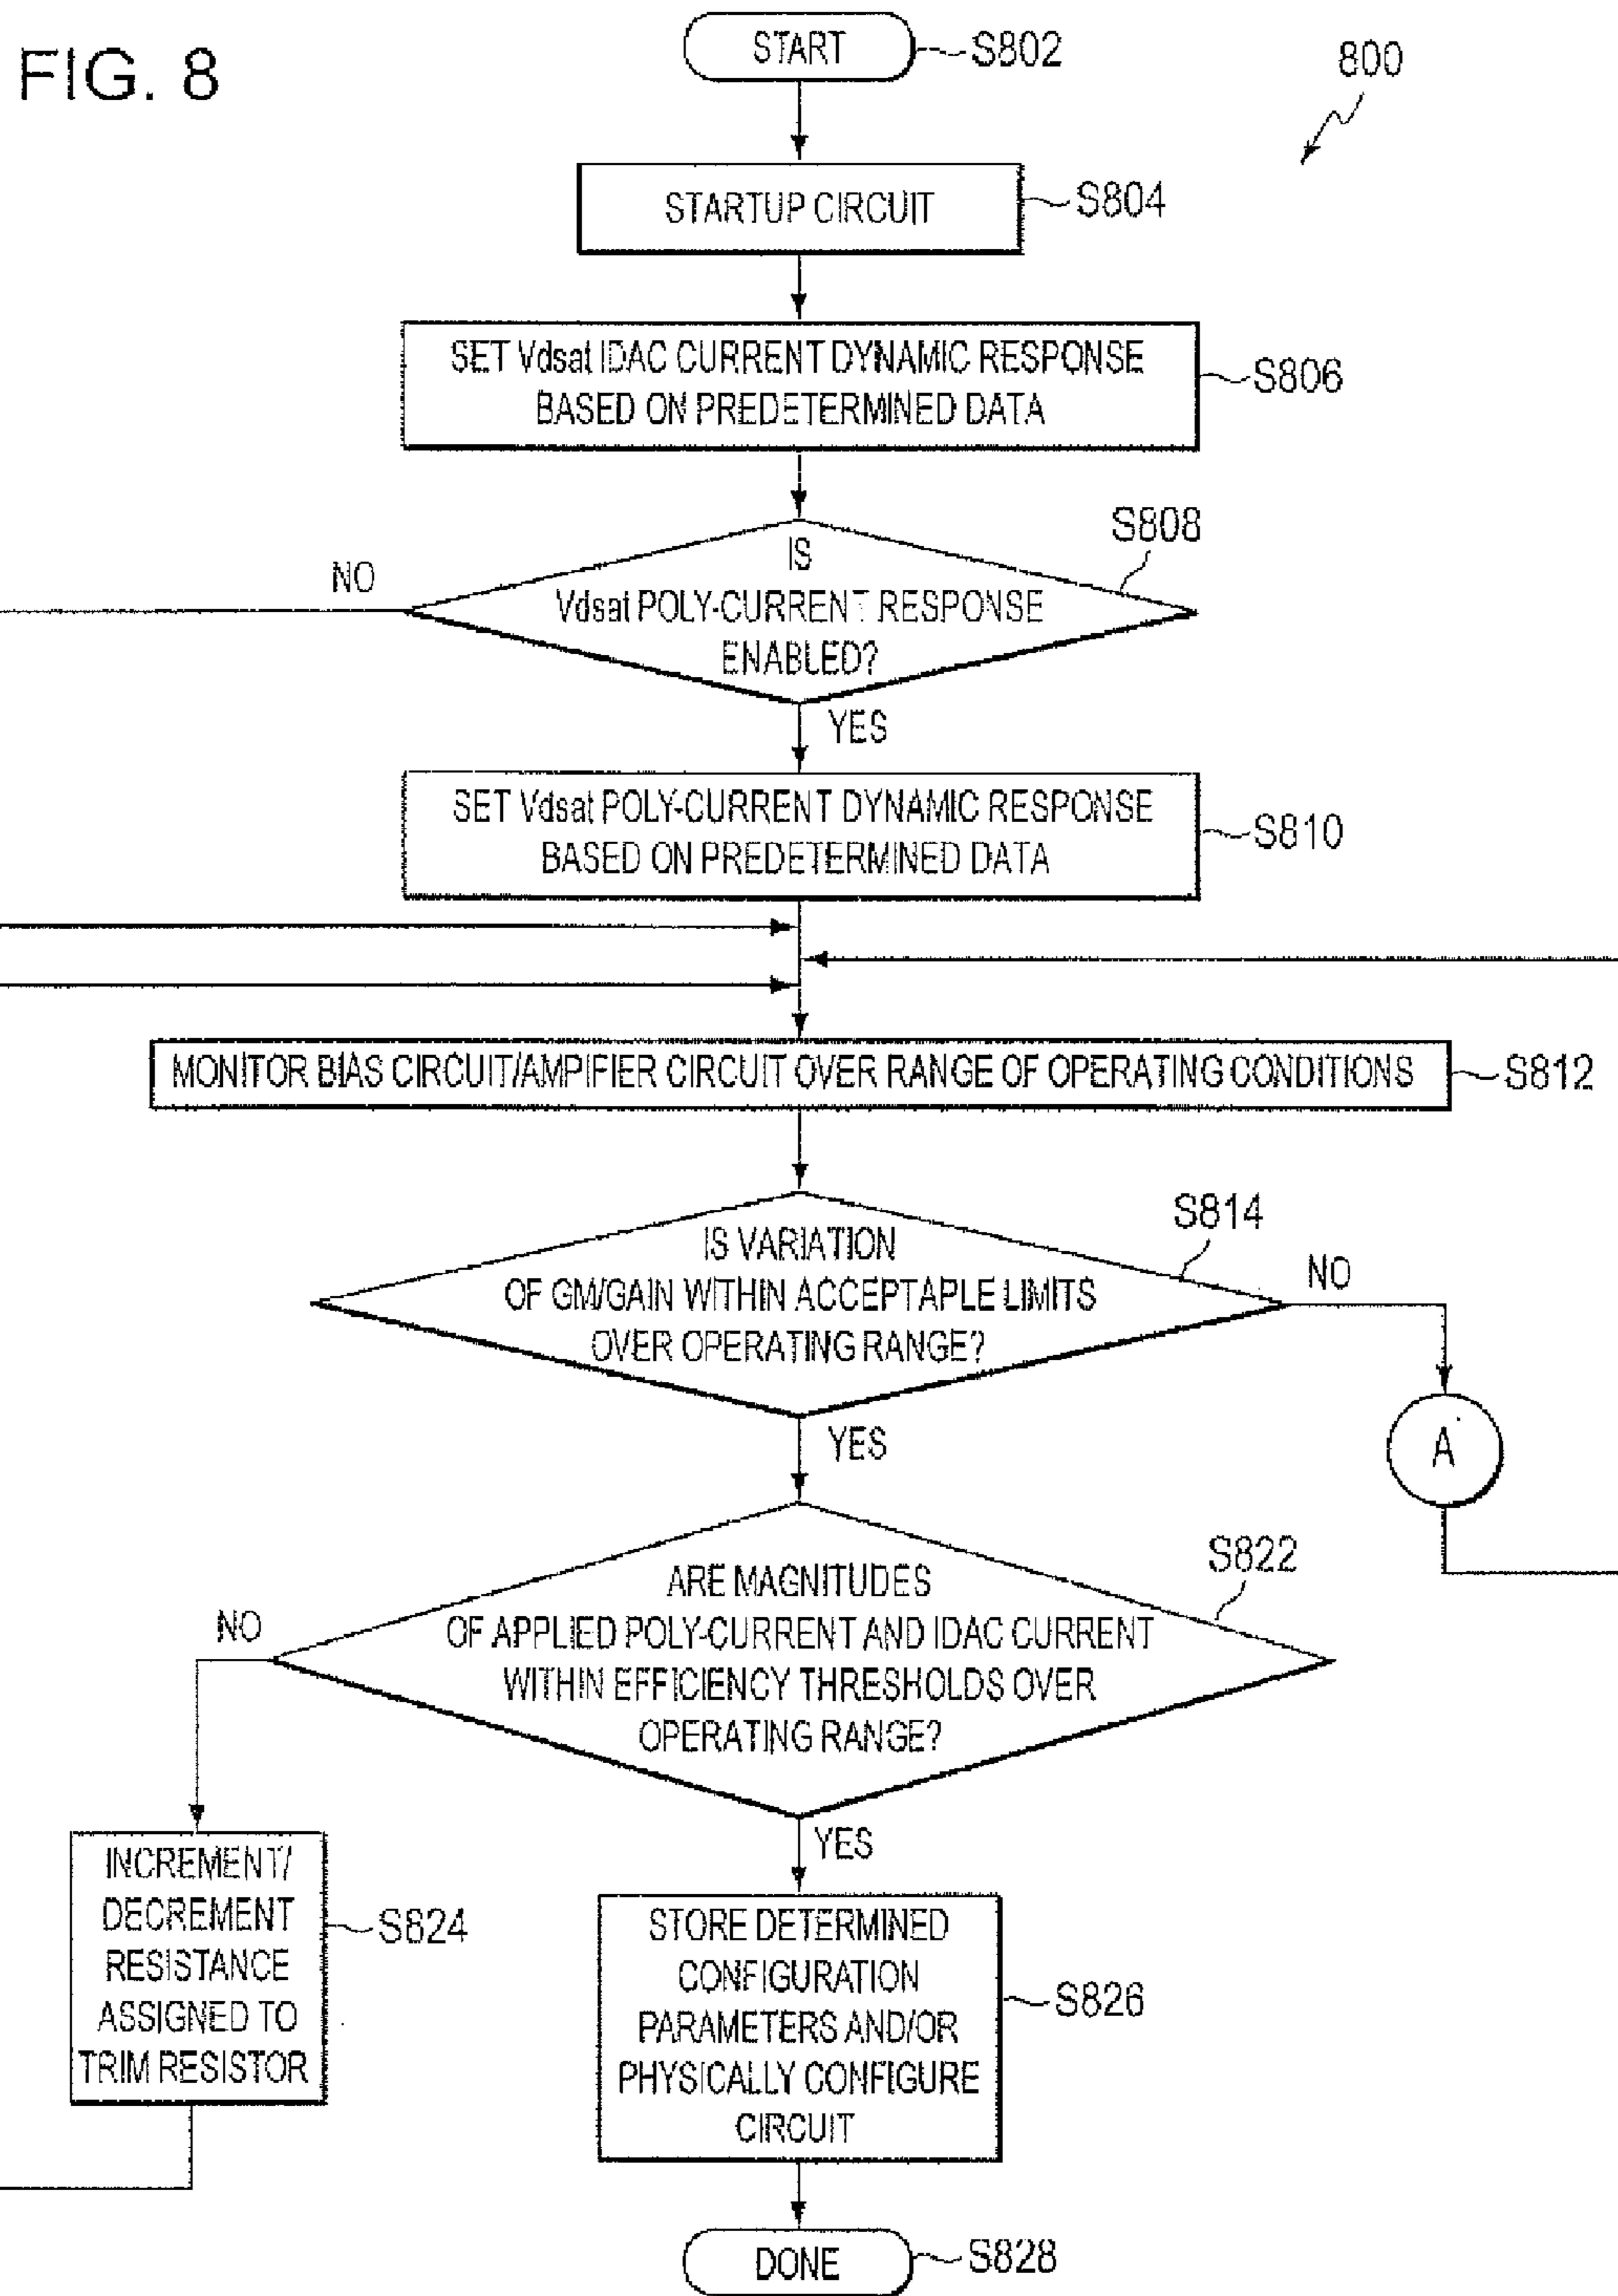 FIG. 8
START
S802
800
STARTUP CIRCUIT
S804
SET Vdsat IDAC CURRENT DYNAMIC RESPONSE
BASED ON PREDETERMINED DATA
S806
S808
IS
Vdsat POLY-CURRENT RESPONSE
ENABLED?
NO
YES
SET Vdsat POLY-CURRENT DYNAMIC RESPONSE
BASED ON PREDETERMINED DATA
S810
MONITOR BIAS CIRCUIT/AMPIFIER CIRCUIT OVER RANGE OF OPERATING CONDITIONS
S812
S814
IS VARIATION
OF GM/GAIN WITHIN ACCEPTABLE LIMITS
OVER OPERATING RANGE?
NO
YES
A
S822
ARE MAGNITUDES
OF APPLIED POLY-CURRENT AND IDAC CURRENT
WITHIN EFFICIENCY THRESHOLDS OVER
OPERATING RANGE?
NO
YES
INCREMENT/
DECREMENT
RESISTANCE
ASSIGNED TO
TRIM RESISTOR
S824
STORE DETERMINED
CONFIGURATION
PARAMETERS AND/OR
PHYSICALLY CONFIGURE
CIRCUIT
S826
DONE
S828